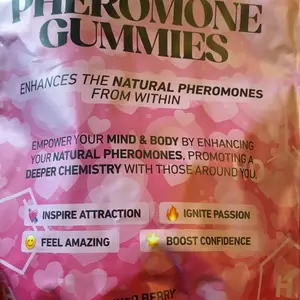 PHEROMONE
GUMMIES
ENHANCES THE NATURAL PHEROMONES
FROM WITHIN
EMPOWER YOUR MIND & BODY BY ENHANCING
YOUR NATURAL PHEROMONES, PROMOTING A
DEEPER CHEMISTRY WITH THOSE AROUND YOU.
INSPIRE ATTRACTION
IGNITE PASSION
FEEL AMAZING
BOOST CONFIDENCE
BERRY
H